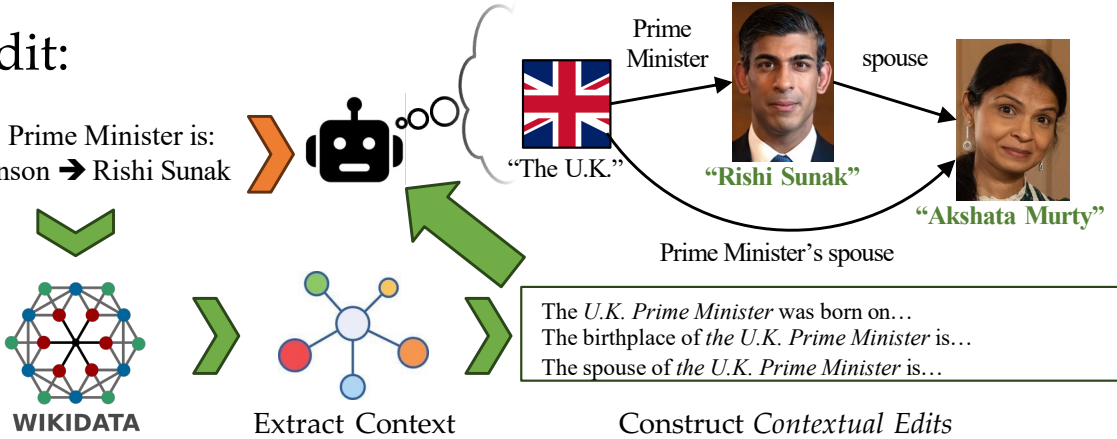 dit:
Prime Minister is:
nson ➔ Rishi Sunak
Prime
Minister
spouse
“The U.K.”
“Rishi Sunak”
“Akshata Murty”
Prime Minister’s spouse
The U.K. Prime Minister was born on…
The birthplace of the U.K. Prime Minister is…
The spouse of the U.K. Prime Minister is…
WIKIDATA
Extract Context
Construct Contextual Edits